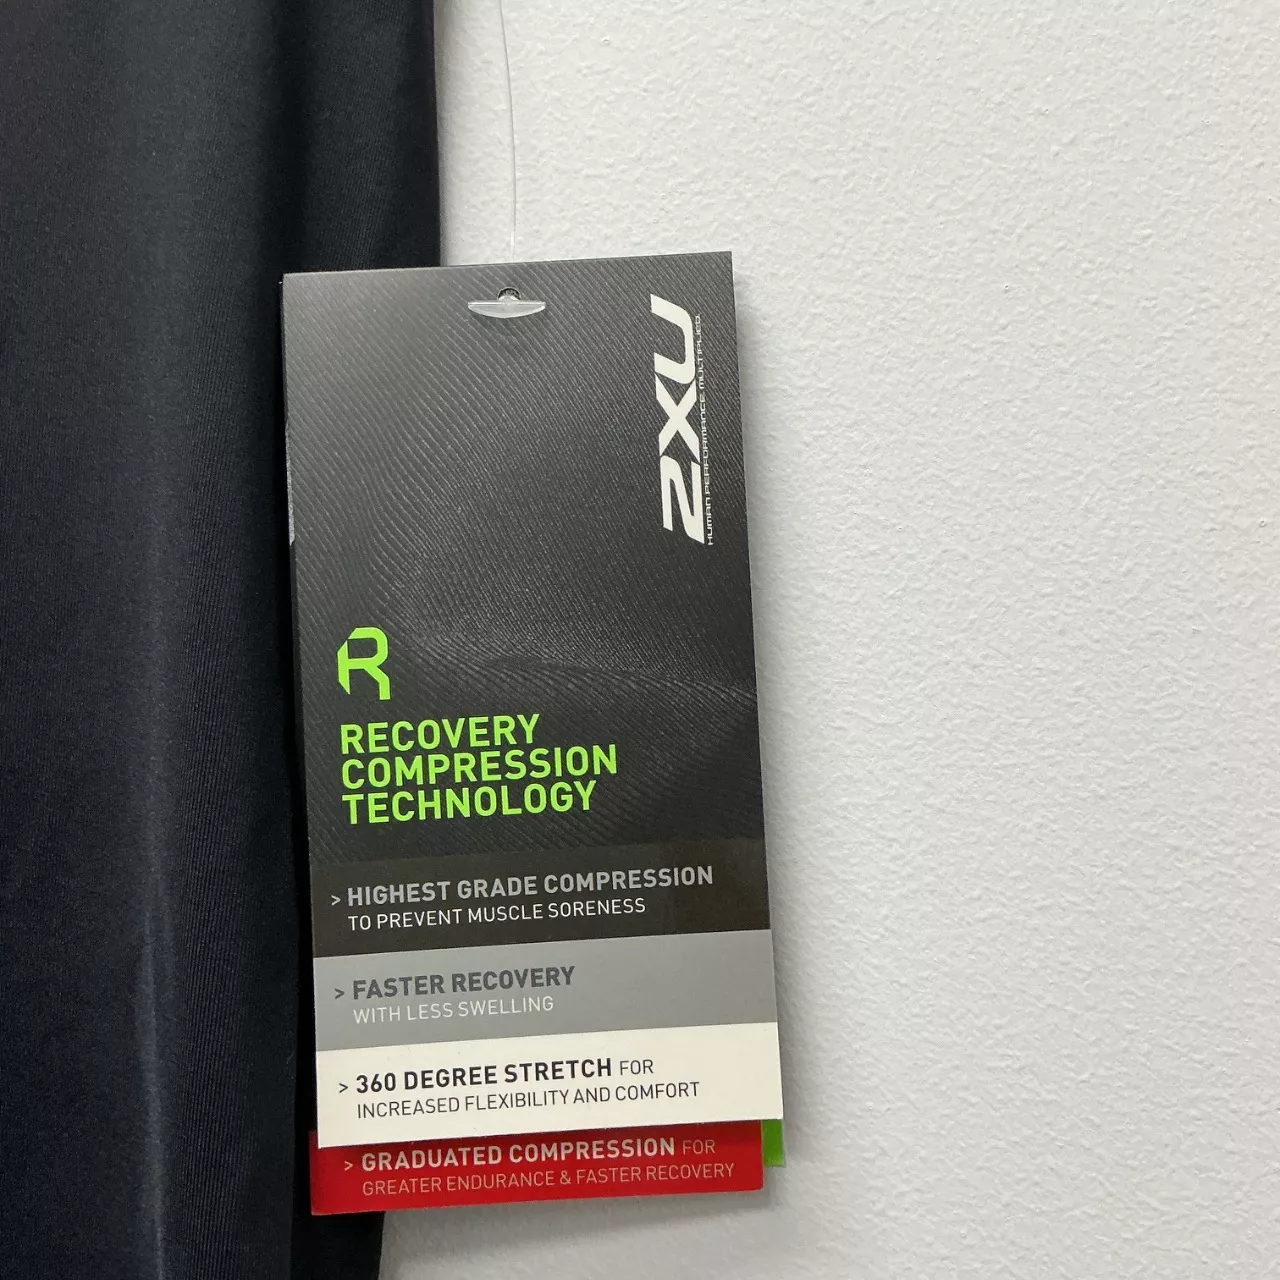 2XU
HUMAN PERFORMANCE MULTIPLIED
R
RECOVERY
COMPRESSION
TECHNOLOGY
> HIGHEST GRADE COMPRESSION
TO PREVENT MUSCLE SORENESS
> FASTER RECOVERY
WITH LESS SWELLING
> 360 DEGREE STRETCH FOR
INCREASED FLEXIBILITY AND COMFORT
> GRADUATED COMPRESSION FOR
GREATER ENDURANCE & FASTER RECOVERY